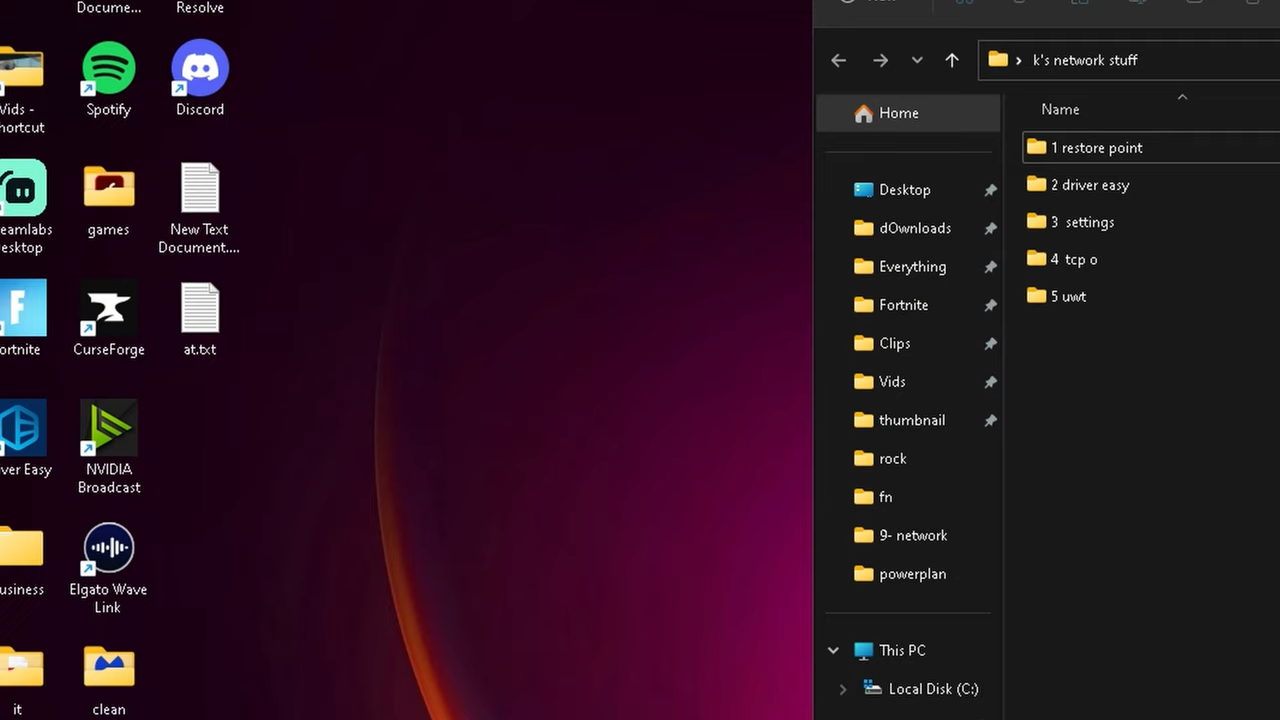 Docume...
Resolve
Vids -
hortcut
Spotify
Discord
eamlabs
esktop
games
New Text
Document....
ortnite
CurseForge
at.txt
ver Easy
NVIDIA
Broadcast
usiness
Elgato Wave
Link
it
clean
k's network stuff
Home
Desktop
dOwnloads
Everything
Fortnite
Clips
Vids
thumbnail
rock
fn
9- network
powerplan
This PC
Local Disk (C:)
Name
1 restore point
driver easy
3 settings
4 tcp o
uwt